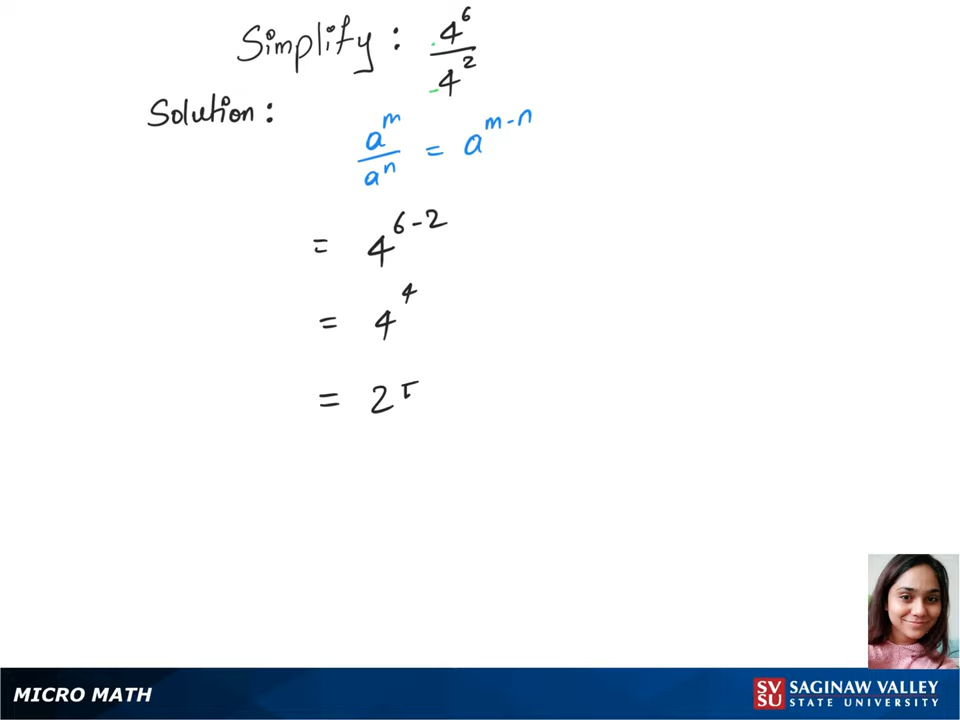 Simplify: 4^6/4^2
Solution:
a^m/a^n = a^(m-n)
= 4^(6-2)
= 4^4
= 2
MICRO MATH
SV
SU
SAGINAW VALLEY
STATE UNIVERSITY